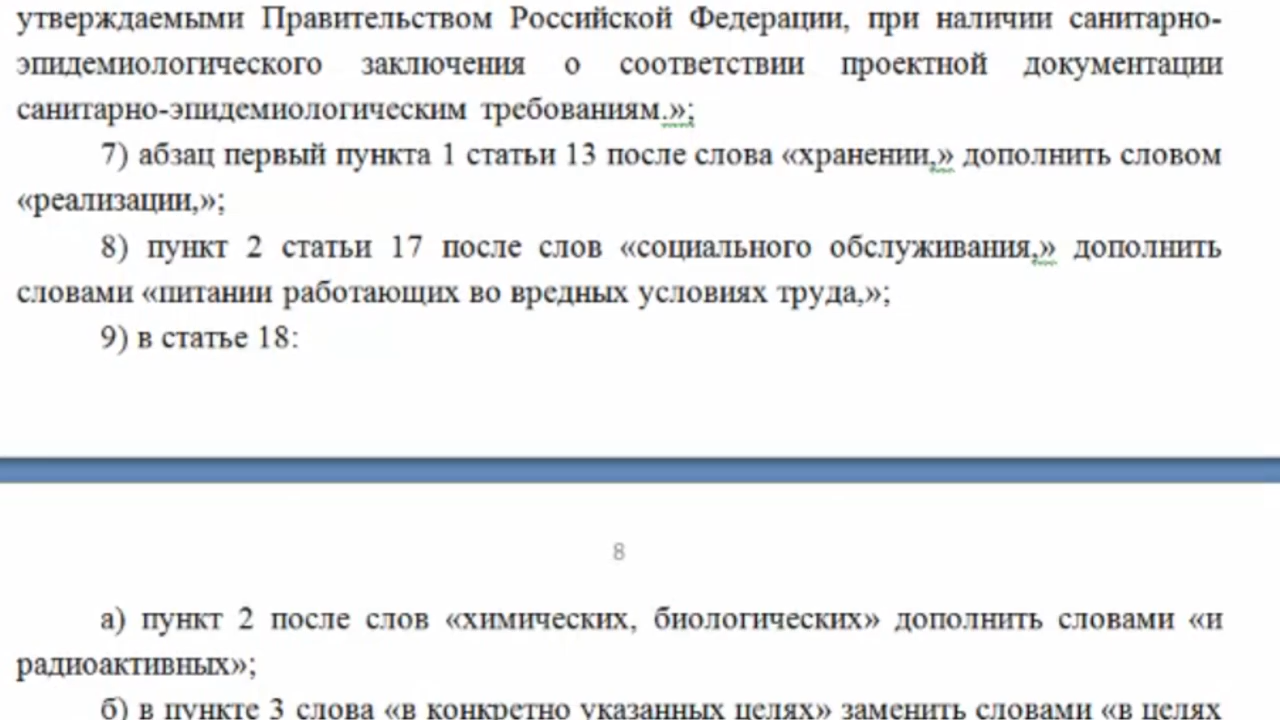 утверждаемыми Правительством Российской Федерации, при наличии санитарно-
эпидемиологического заключения о соответствии проектной документации
санитарно-эпидемиологическим требованиям.»;
7) абзац первый пункта 1 статьи 13 после слова «хранении,» дополнить словом
«реализации,»;
8) пункт 2 статьи 17 после слов «социального обслуживания,» дополнить
словами «питании работающих во вредных условиях труда,»;
9) в статье 18:
8
а) пункт 2 после слов «химических, биологических» дополнить словами «и
радиоактивных»;
б) в пункте 3 слова «в конкретно указанных целях» заменить словами «в целях